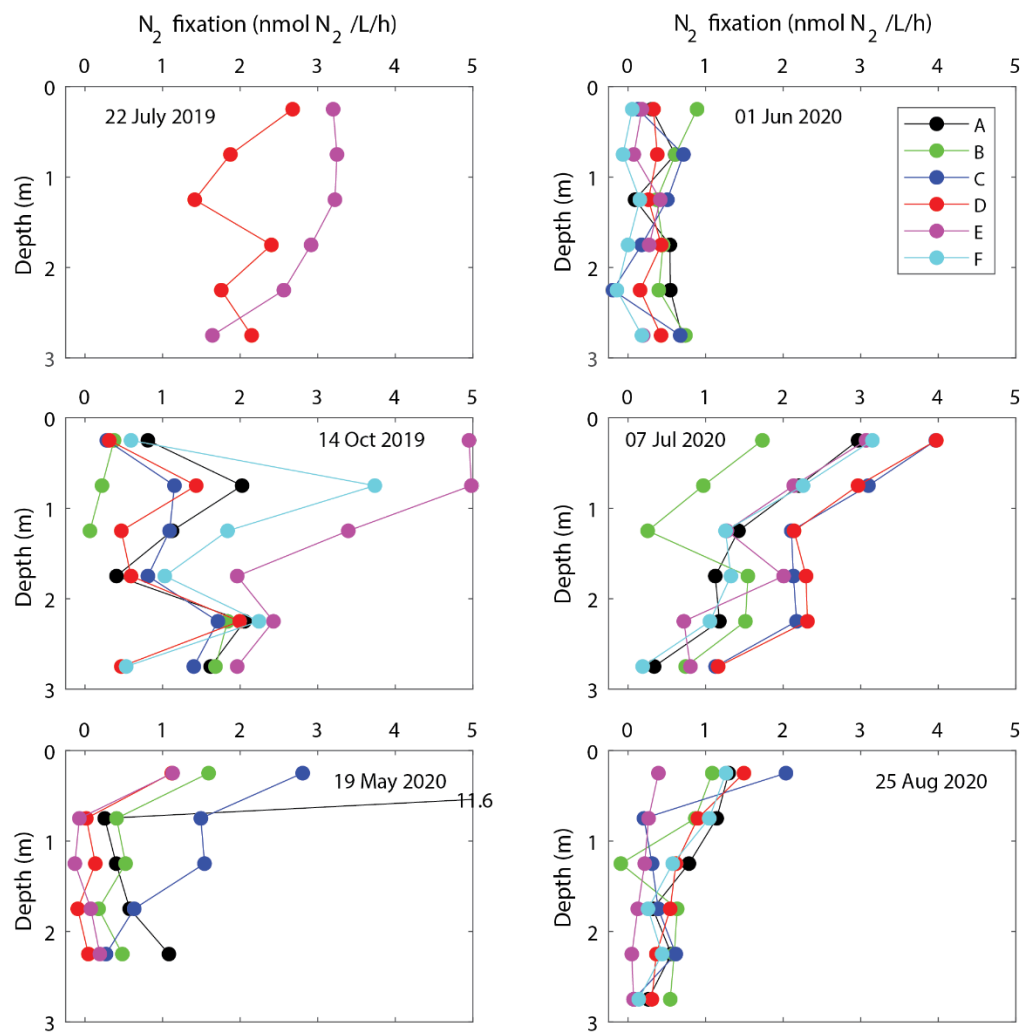 N2 fixation (nmol N2 /L/h)
N2 fixation (nmol N2 /L/h)
0 1 2 3 4 5
0 1 2 3 4 5
0
1
2
3
Depth (m)
22 July 2019
0
1
2
3
Depth (m)
01 Jun 2020
A
B
C
D
E
F
0 1 2 3 4 5
0 1 2 3 4 5
0
1
2
3
Depth (m)
14 Oct 2019
0
1
2
3
Depth (m)
07 Jul 2020
0 1 2 3 4 5
0 1 2 3 4 5
0
1
2
3
Depth (m)
19 May 2020
11.6
0
1
2
3
Depth (m)
25 Aug 2020